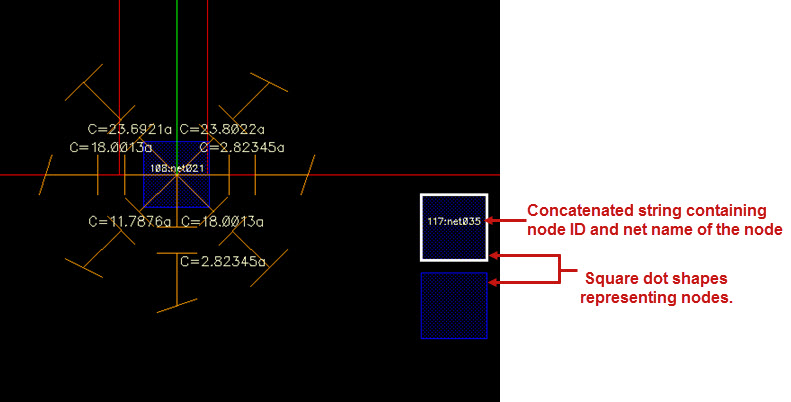 C=23.6921a C=23.8022a
C=18.0013a C=2.82345a
108:net021
C=11.7876a C=18.0013a
C=2.82345a
117:net035
Concatenated string containing
node ID and net name of the node
Square dot shapes
representing nodes.